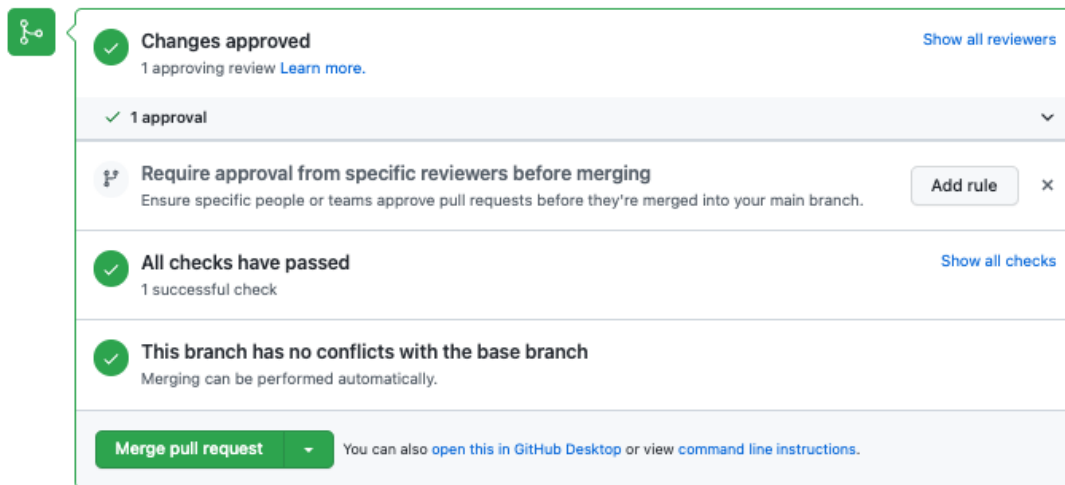 Changes approved
Show all reviewers
1 approving review Learn more.
1 approval
Require approval from specific reviewers before merging
Ensure specific people or teams approve pull requests before they're merged into your main branch.
Add rule
All checks have passed
Show all checks
1 successful check
This branch has no conflicts with the base branch
Merging can be performed automatically.
Merge pull request
You can also open this in GitHub Desktop or view command line instructions.